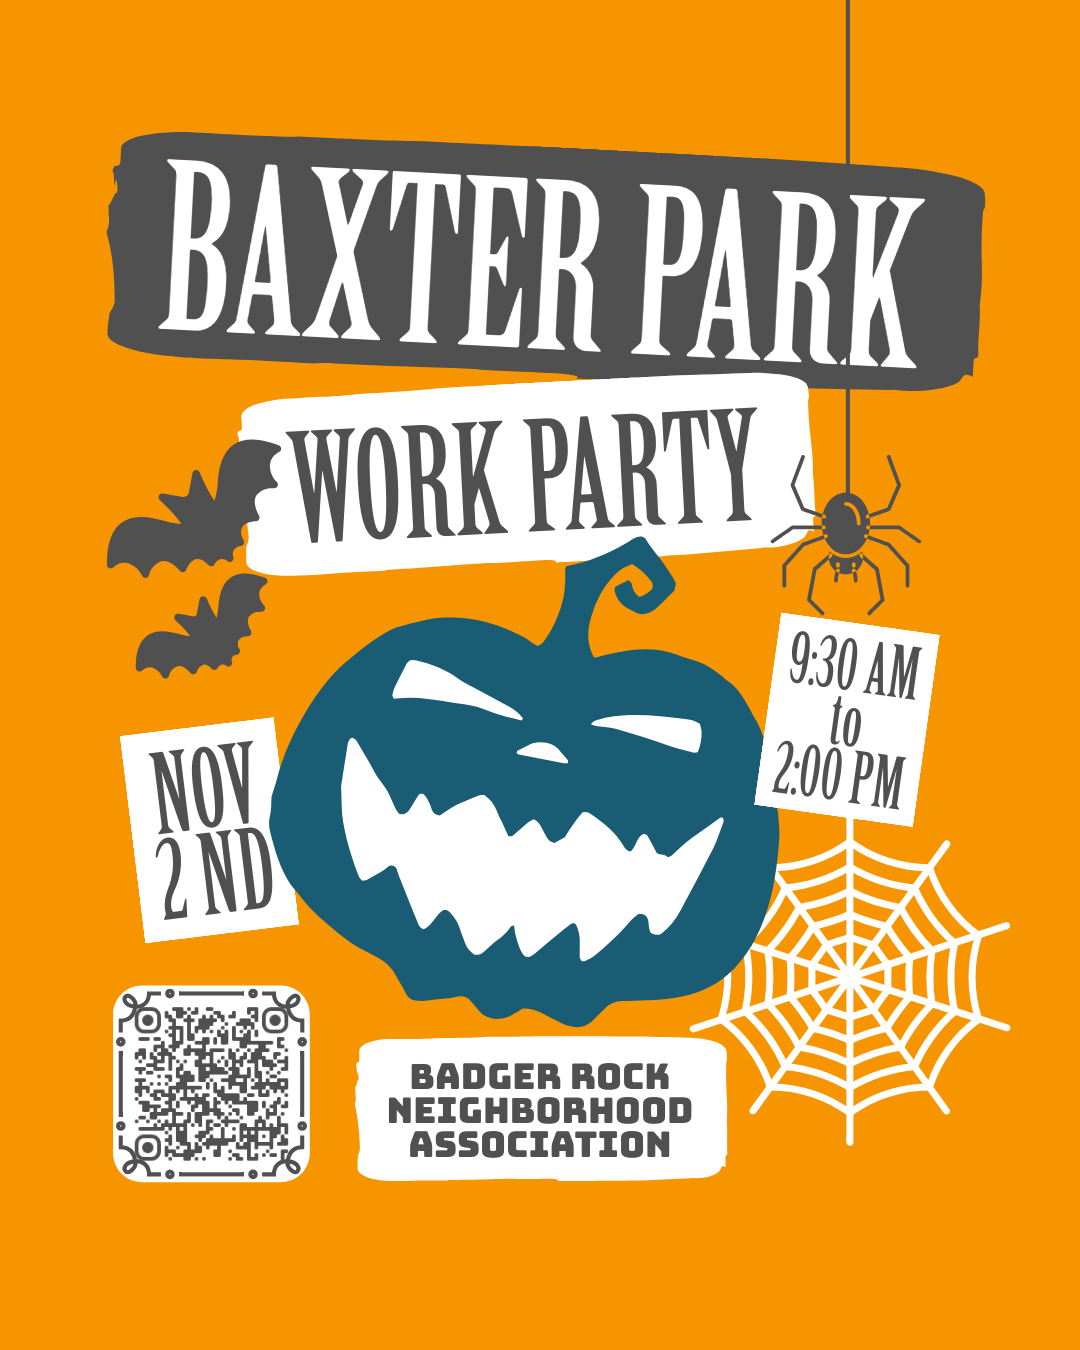 BAXTER PARK
WORK PARTY
9:30 AM
to
2:00 PM
NOV
2 ND
BADGER ROCK
NEIGHBORHOOD
ASSOCIATION